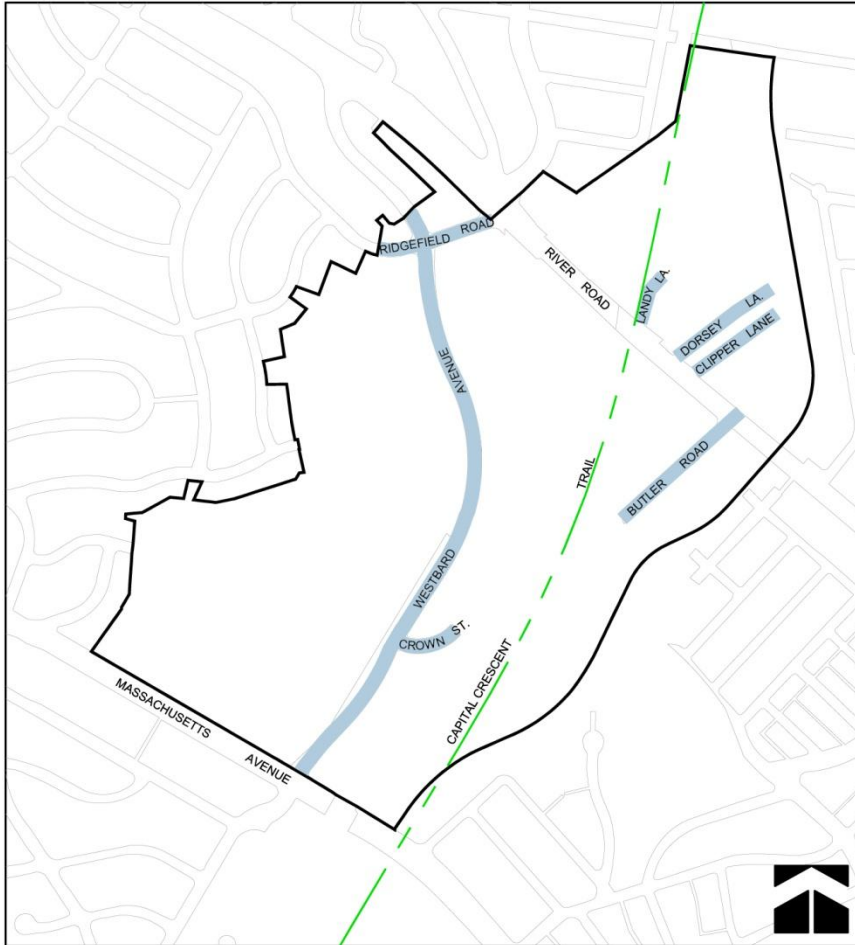 RIDGEFIELD ROAD
RIVER ROAD
LANDY LA.
DORSEY LA.
CLIPPER LANE
AVENUE
BUTLER ROAD
TRAIL
WESTBARD
CROWN ST.
CAPITAL CRESCENT
MASSACHUSETTS
AVENUE